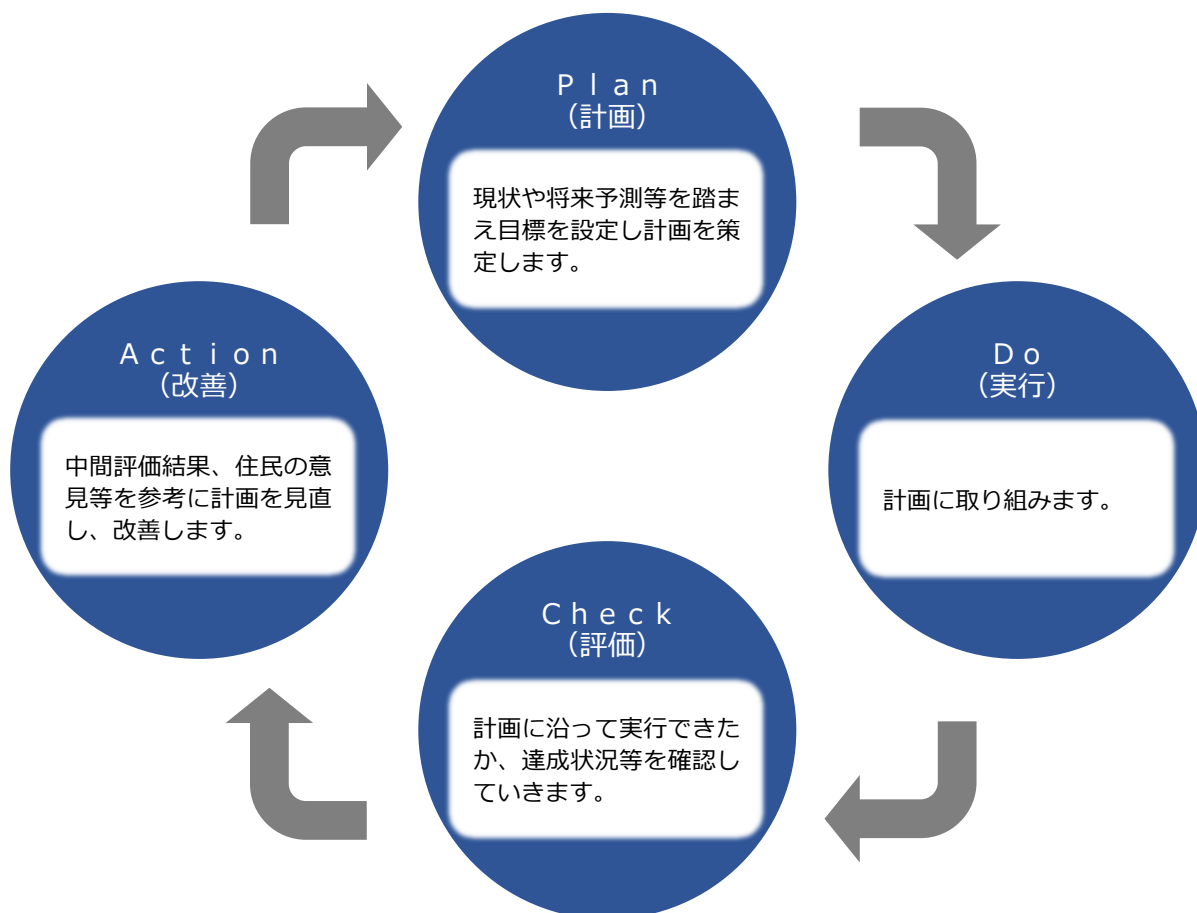 Ｐｌａｎ
（計画）
現状や将来予測等を踏ま
え目標を設定し計画を策
定します。
Ｄｏ
（実行）
計画に取り組みます。
Ｃｈｅｃｋ
（評価）
計画に沿って実行できた
か、達成状況等を確認し
ていきます。
Ａｃｔｉｏｎ
（改善）
中間評価結果、住民の意
見等を参考に計画を見直
し、改善します。